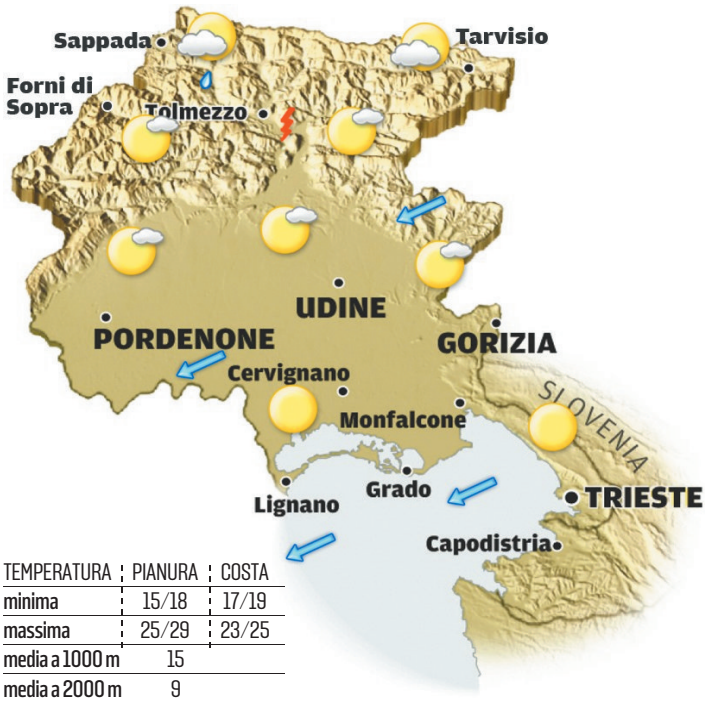 Sappada
Tarvisio
Forni di
Sopra
Tolmezzo
UDINE
PORDENONE
GORIZIA
Cervignano
SLOVENIA
Monfalcone
Lignano
Grado
TRIESTE
Capodistria
TEMPERATURA PIANURA COSTA
minima 15/18 17/19
massima 25/29 23/25
media a 1000 m 15
media a 2000 m 9